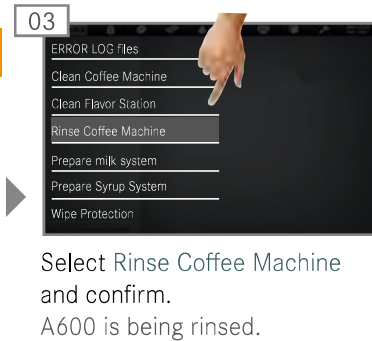 03
ERROR LOG files
Clean Coffee Machine
Clean Flavor Station
Rinse Coffee Machine
Prepare milk system
Prepare Syrup System
Wipe Protection
Select Rinse Coffee Machine
and confirm.
A600 is being rinsed.